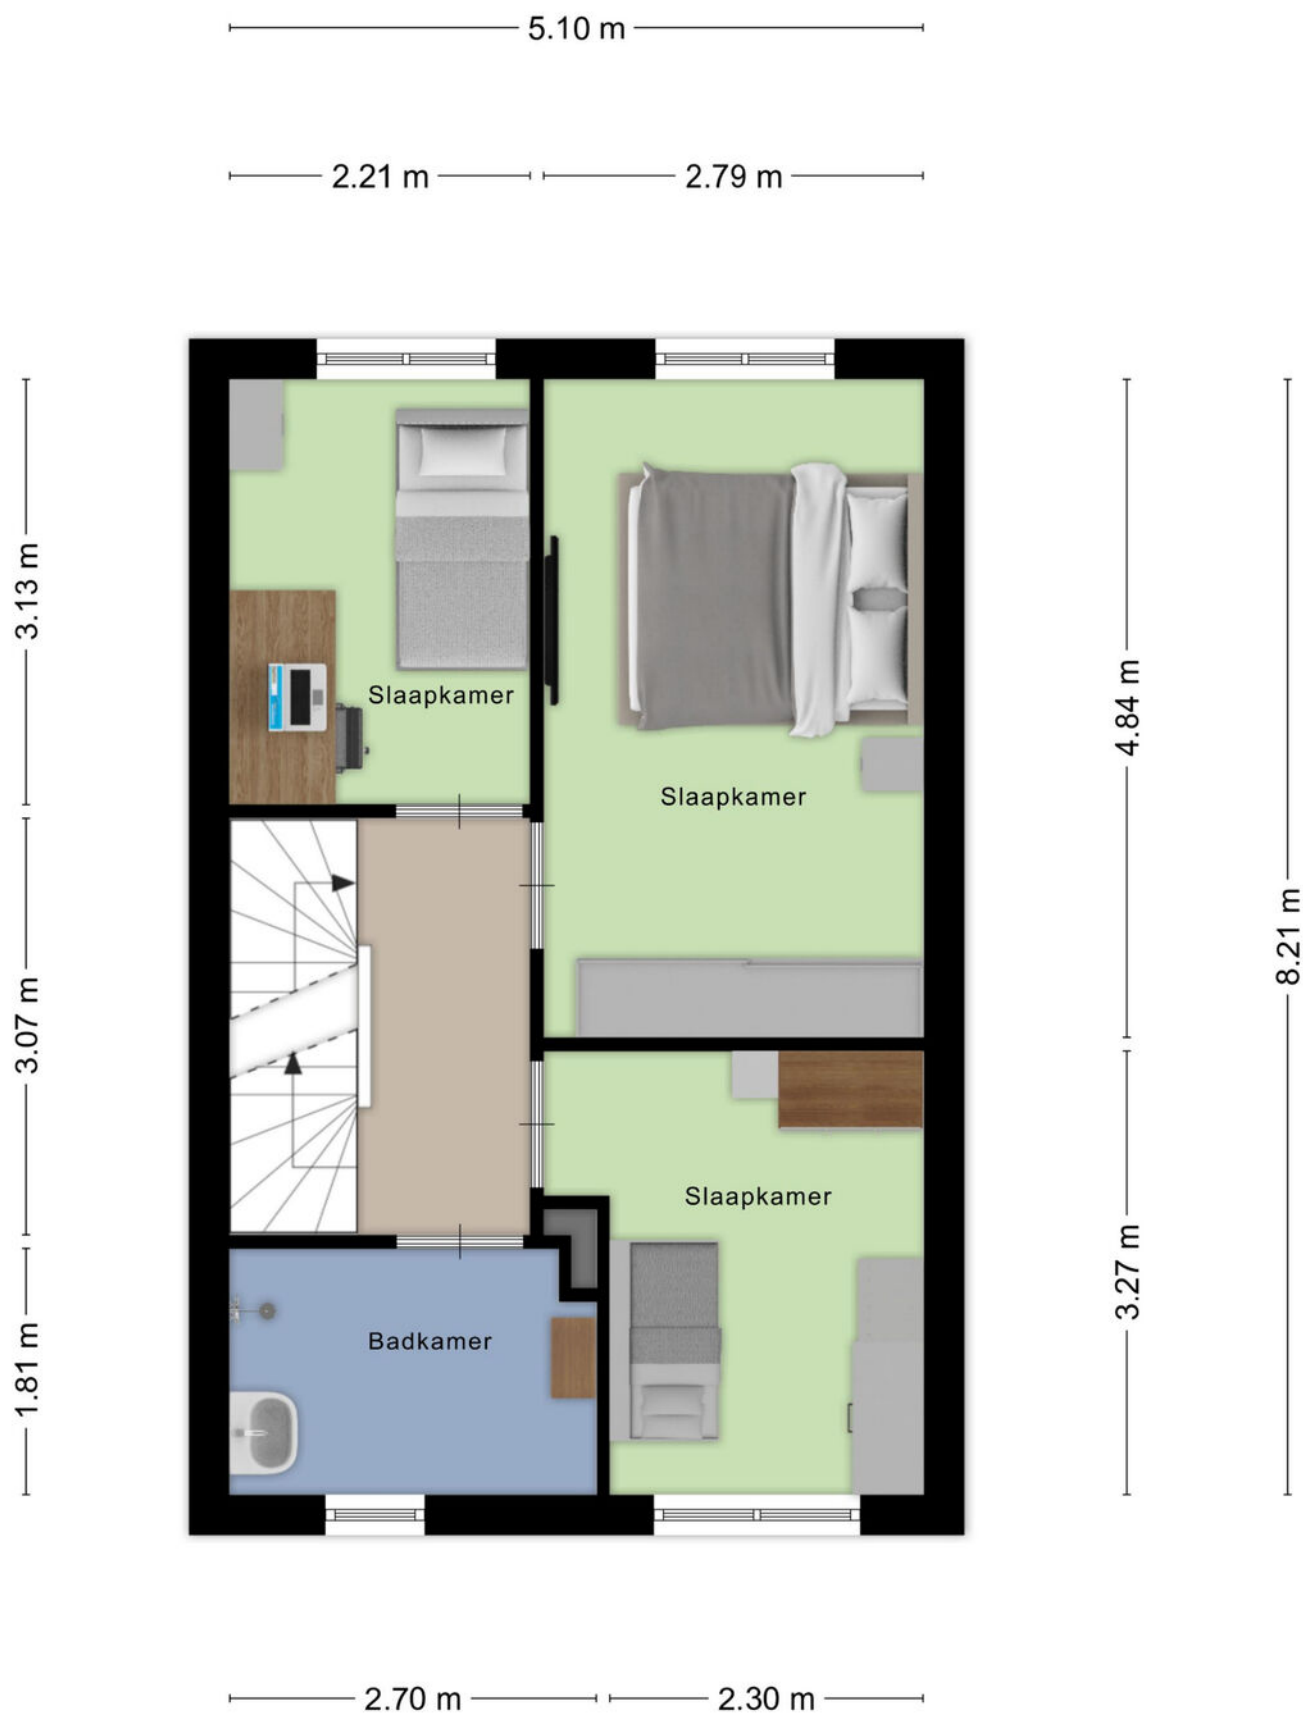 5.10 m
2.21 m
2.79 m
3.13 m
Slaapkamer
4.84 m
Slaapkamer
8.21 m
3.07 m
Slaapkamer
3.27 m
Badkamer
1.81 m
2.70 m
2.30 m